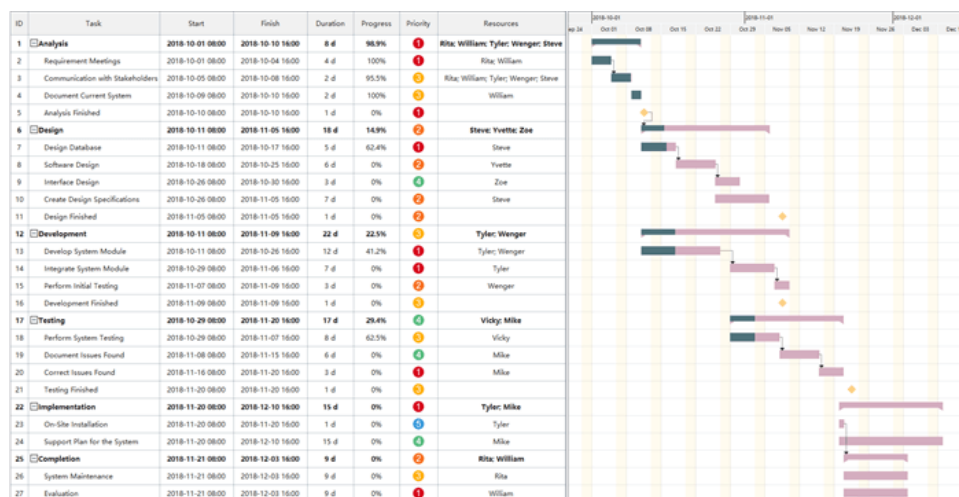 ID Task Start Finish Duration Progress Priority Resources
2018-10-01 2018-11-01 2018-12-01
ep 24 Oct 01 Oct 08 Oct 15 Oct 22 Oct 29 Nov 05 Nov 12 Nov 19 Nov 26 Dec 03 Dec 1
1 Analysis 2018-10-01 08:00 2018-10-10 16:00 8 d 98.9% 1 Rita; William; Tyler; Wenger; Steve
2 Requirement Meetings 2018-10-01 08:00 2018-10-04 16:00 4 d 100% 1 Rita; William
3 Communication with Stakeholders 2018-10-05 08:00 2018-10-08 16:00 2 d 95.5% 3 Rita; William; Tyler; Wenger; Steve
4 Document Current System 2018-10-09 08:00 2018-10-10 16:00 2 d 100% 3 William
5 Analysis Finished 2018-10-10 08:00 2018-10-10 16:00 1 d 0% 1
6 Design 2018-10-11 08:00 2018-11-05 16:00 18 d 14.9% 2 Steve; Yvette; Zoe
7 Design Database 2018-10-11 08:00 2018-10-17 16:00 5 d 62.4% 1 Steve
8 Software Design 2018-10-18 08:00 2018-10-25 16:00 6 d 0% 2 Yvette
9 Interface Design 2018-10-26 08:00 2018-10-30 16:00 3 d 0% 4 Zoe
10 Create Design Specifications 2018-10-26 08:00 2018-11-05 16:00 7 d 0% 2 Steve
11 Design Finished 2018-11-05 08:00 2018-11-05 16:00 1 d 0% 2
12 Development 2018-10-11 08:00 2018-11-09 16:00 22 d 22.5% 3 Tyler; Wenger
13 Develop System Module 2018-10-11 08:00 2018-10-26 16:00 12 d 41.2% 1 Tyler; Wenger
14 Integrate System Module 2018-10-29 08:00 2018-11-06 16:00 7 d 0% 1 Tyler
15 Perform Initial Testing 2018-11-07 08:00 2018-11-09 16:00 3 d 0% 2 Wenger
16 Development Finished 2018-11-09 08:00 2018-11-09 16:00 1 d 0% 3
17 Testing 2018-10-29 08:00 2018-11-20 16:00 17 d 29.4% 4 Vicky; Mike
18 Perform System Testing 2018-10-29 08:00 2018-11-07 16:00 8 d 62.5% 3 Vicky
19 Document Issues Found 2018-11-08 08:00 2018-11-15 16:00 6 d 0% 4 Mike
20 Correct Issues Found 2018-11-16 08:00 2018-11-20 16:00 3 d 0% 1 Mike
21 Testing Finished 2018-11-20 08:00 2018-11-20 16:00 1 d 0% 3
22 Implementation 2018-11-20 08:00 2018-12-10 16:00 15 d 0% 1 Tyler; Mike
23 On-Site Installation 2018-11-20 08:00 2018-11-20 16:00 1 d 0% 5 Tyler
24 Support Plan for the System 2018-11-20 08:00 2018-12-10 16:00 15 d 0% 4 Mike
25 Completion 2018-11-21 08:00 2018-12-03 16:00 9 d 0% 2 Rita; William
26 System Maintenance 2018-11-21 08:00 2018-12-03 16:00 9 d 0% 3 Rita
27 Evaluation 2018-11-21 08:00 2018-12-03 16:00 9 d 0% 1 William